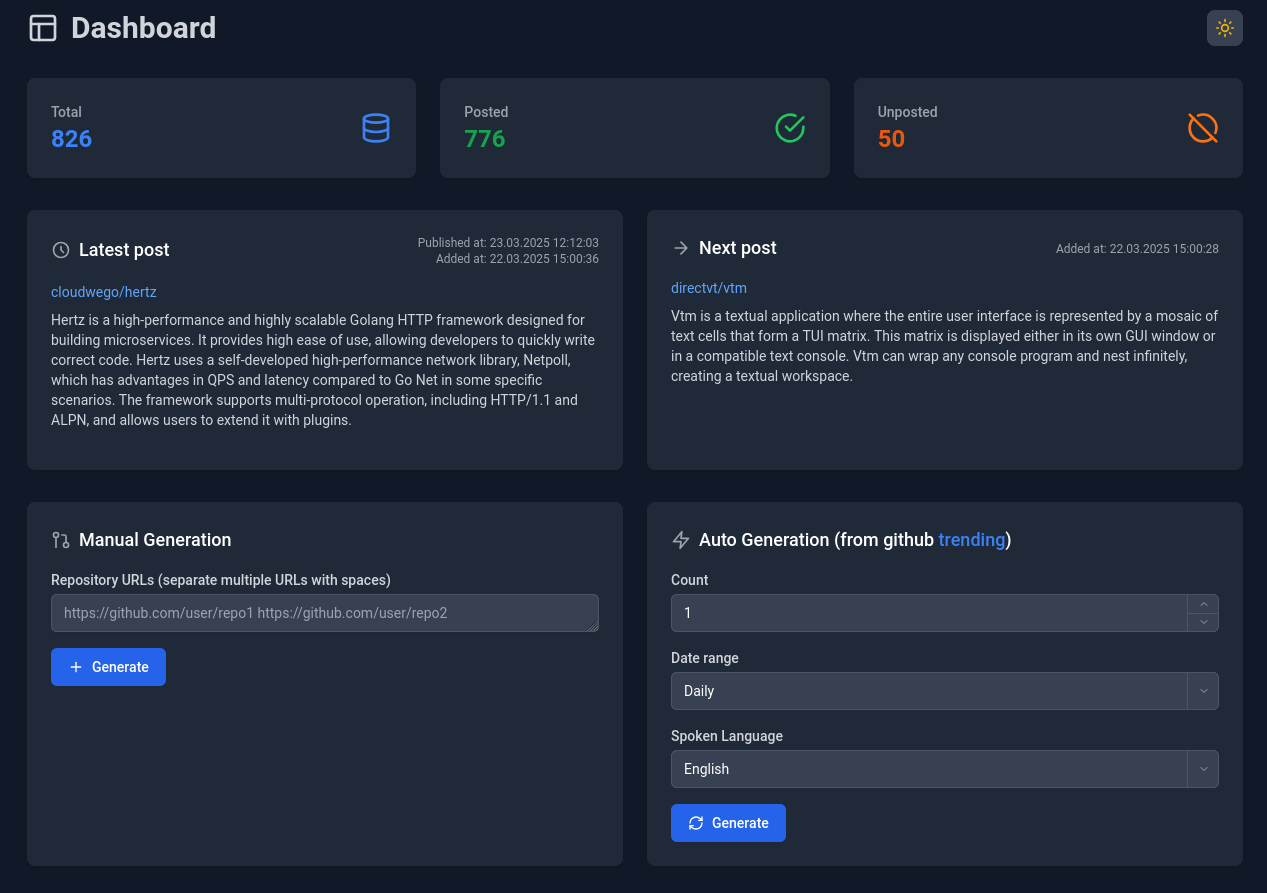 Dashboard
Total
826
Posted
776
Unposted
50
Latest post
Published at: 23.03.2025 12:12:03
Added at: 22.03.2025 15:00:36
cloudwego/hertz
Hertz is a high-performance and highly scalable Golang HTTP framework designed for
building microservices. It provides high ease of use, allowing developers to quickly write
correct code. Hertz uses a self-developed high-performance network library, Netpoll,
which has advantages in QPS and latency compared to Go Net in some specific
scenarios. The framework supports multi-protocol operation, including HTTP/1.1 and
ALPN, and allows users to extend it with plugins.
Next post
Added at: 22.03.2025 15:00:28
directvt/vtm
Vtm is a textual application where the entire user interface is represented by a mosaic of
text cells that form a TUI matrix. This matrix is displayed either in its own GUI window or
in a compatible text console. Vtm can wrap any console program and nest infinitely,
creating a textual workspace.
Manual Generation
Repository URLs (separate multiple URLs with spaces)
https://github.com/user/repo1 https://github.com/user/repo2
Generate
Auto Generation (from github trending)
Count
1
Date range
Daily
Spoken Language
English
Generate